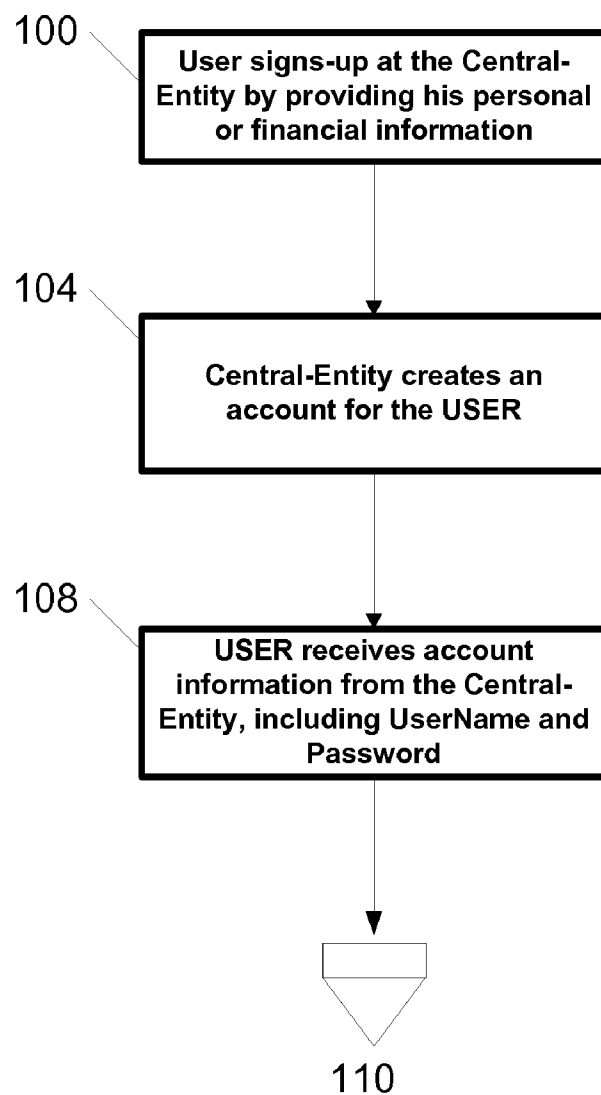 100
User signs-up at the Central-
Entity by providing his personal
or financial information
104
Central-Entity creates an
account for the USER
108
USER receives account
information from the Central-
Entity, including UserName and
Password
110